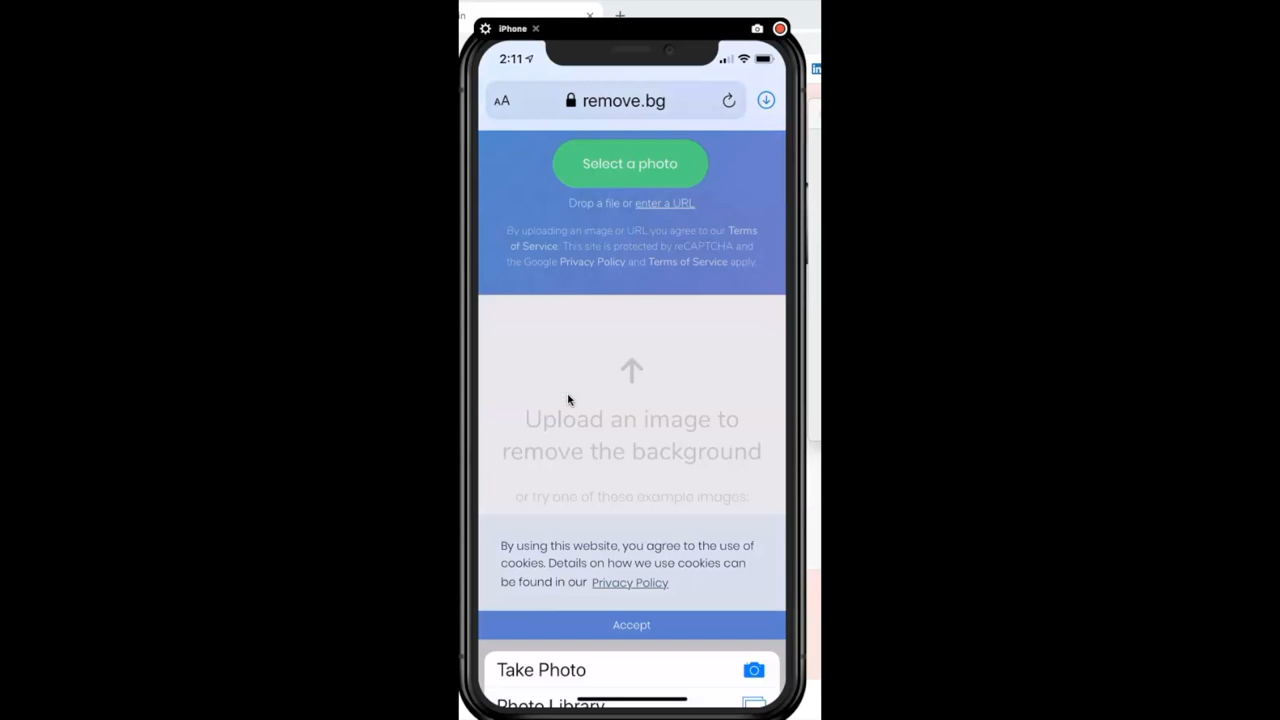 in
iPhone
2:11
AA remove.bg
Select a photo
Drop a file or enter a URL
By uploading an image or URL you agree to our Terms
of Service. This site is protected by reCAPTCHA and
the Google Privacy Policy and Terms of Service apply.
Upload an image to
remove the background
or try one of these example images:
By using this website, you agree to the use of
cookies. Details on how we use cookies can
be found in our Privacy Policy
Accept
Take Photo
Photo Library